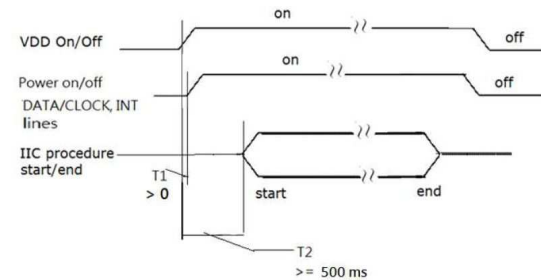 on
VDD On/Off
off
Power on/off
on
off
DATA/CLOCK, INT
lines
IIC procedure
start/end
T1
> 0
start
end
T2
>= 500 ms